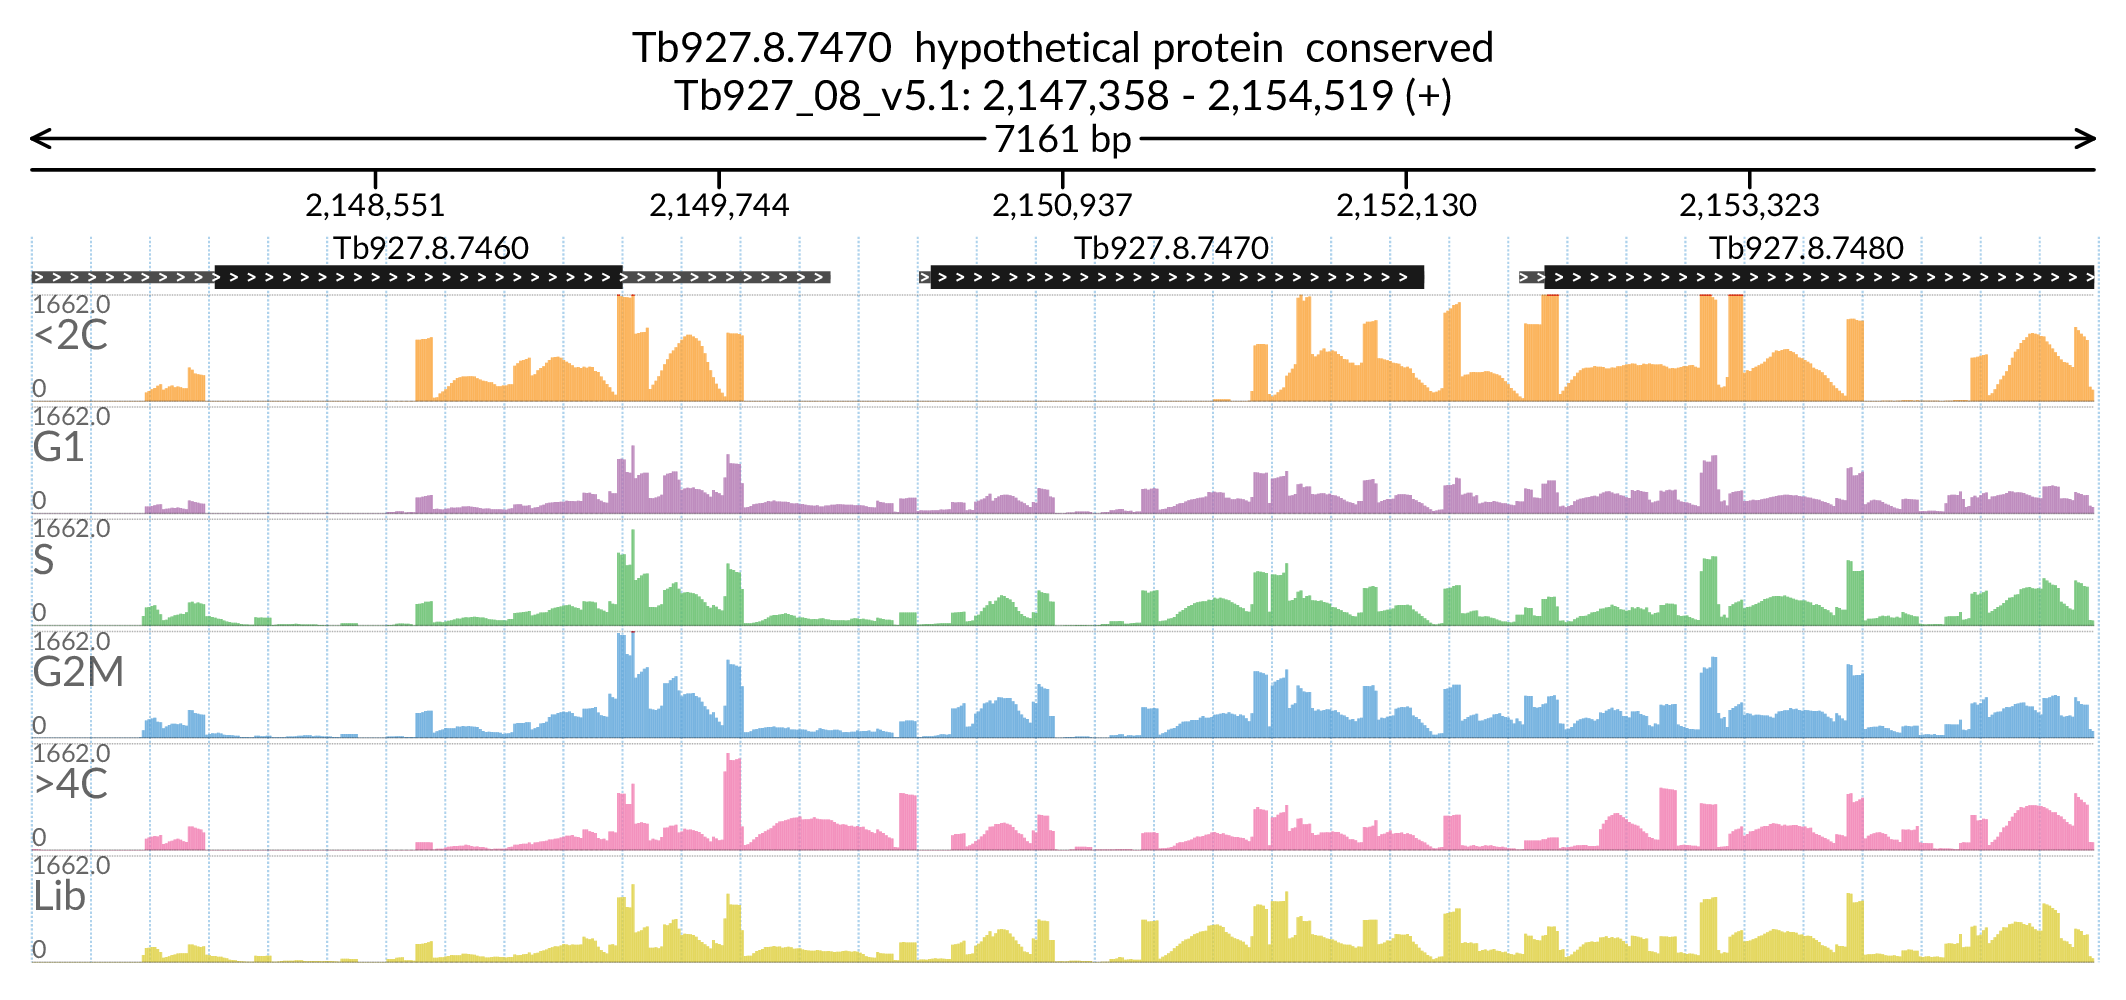 Tb927.8.7470  hypothetical protein  conserved
Tb927_08_v5.1: 2,147,358 - 2,154,519 (+)
7161 bp
2,148,551 2,149,744 2,150,937 2,152,130 2,153,323
Tb927.8.7460 Tb927.8.7470 Tb927.8.7480
1662.0
<2C
0
1662.0
G1
0
1662.0
S
0
1662.0
G2M
0
1662.0
>4C
0
1662.0
Lib
0